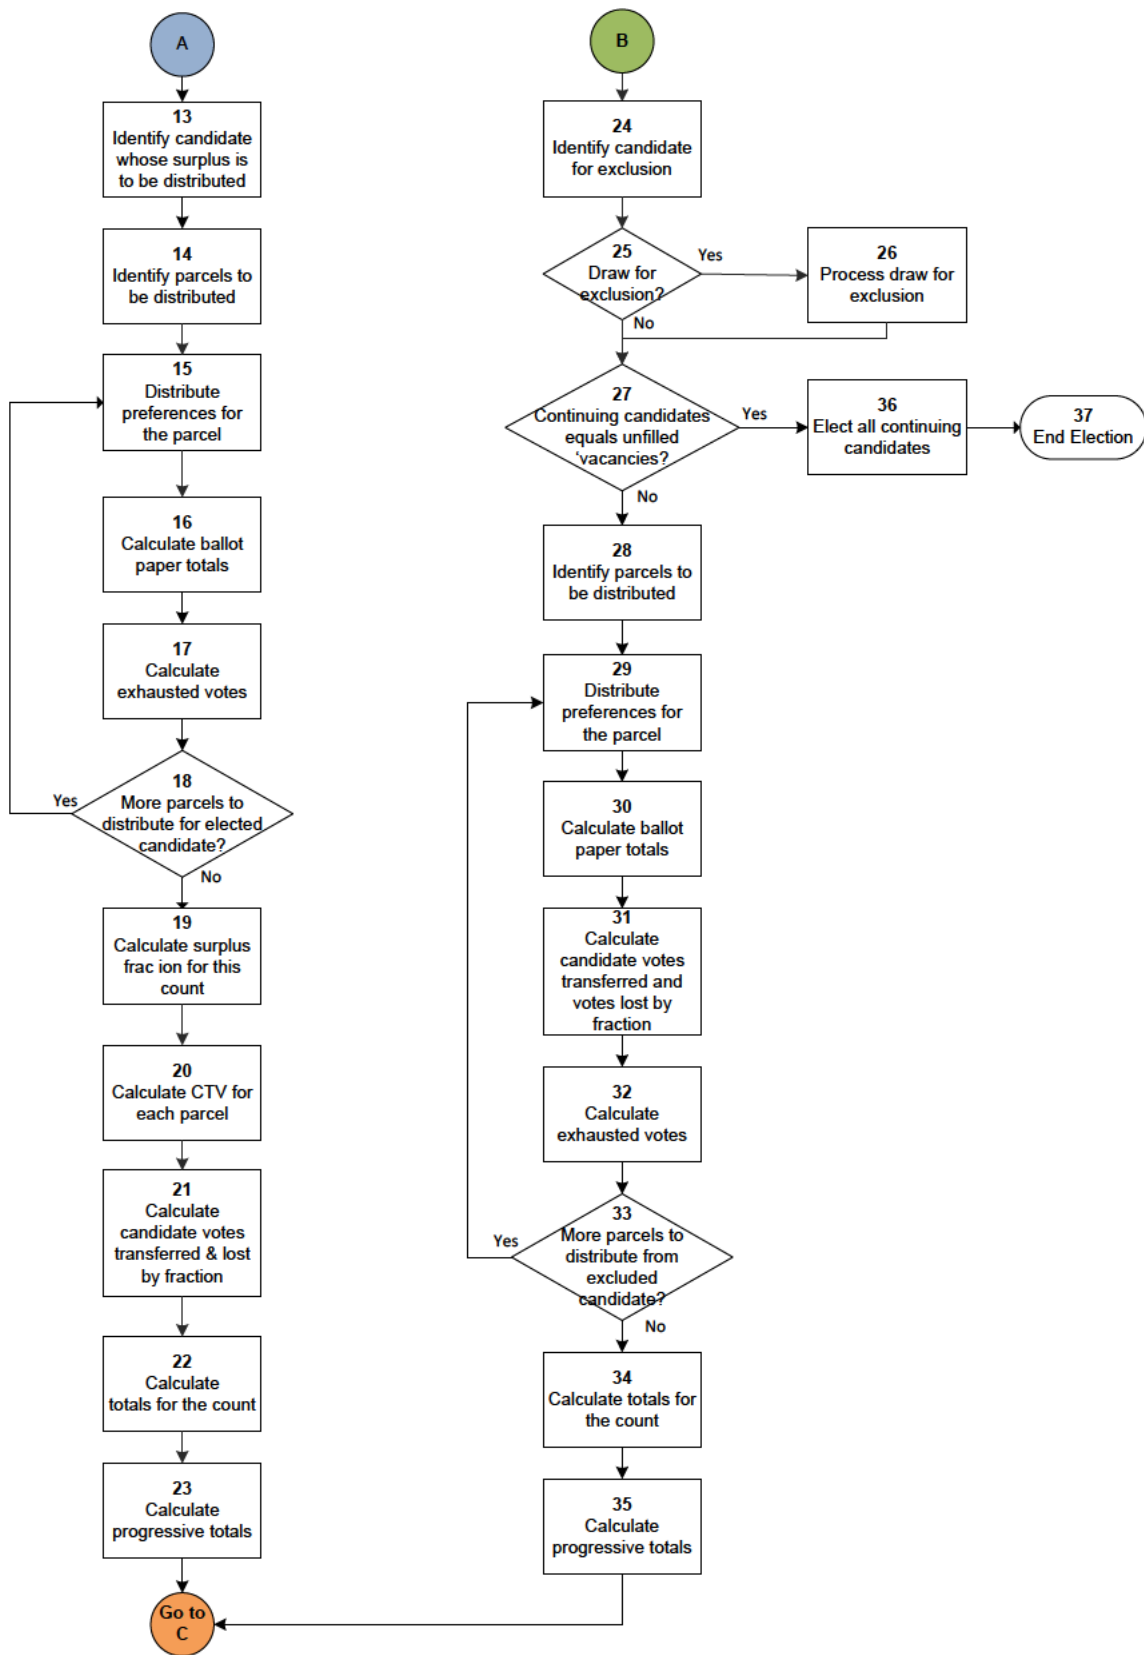 A
13
Identify candidate
whose surplus is
to be distributed
14
Identify parcels to
be distributed
15
Distribute
preferences for
the parcel
16
Calculate ballot
paper totals
17
Calculate
exhausted votes
18
More parcels to
distribute for elected
candidate?
Yes
No
19
Calculate surplus
frac ion for this
count
20
Calculate CTV for
each parcel
21
Calculate
candidate votes
transferred & lost
by fraction
22
Calculate
totals for the count
23
Calculate
progressive totals
Go to
C
B
24
Identify candidate
for exclusion
25
Draw for
exclusion?
Yes
No
26
Process draw for
exclusion
27
Continuing candidates
equals unfilled
‘vacancies?
Yes
No
36
Elect all continuing
candidates
37
End Election
28
Identify parcels to
be distributed
29
Distribute
preferences for
the parcel
30
Calculate ballot
paper totals
31
Calculate
candidate votes
transferred and
votes lost by
fraction
32
Calculate
exhausted votes
33
More parcels to
distribute from
excluded
candidate?
Yes
No
34
Calculate totals for
the count
35
Calculate
progressive totals